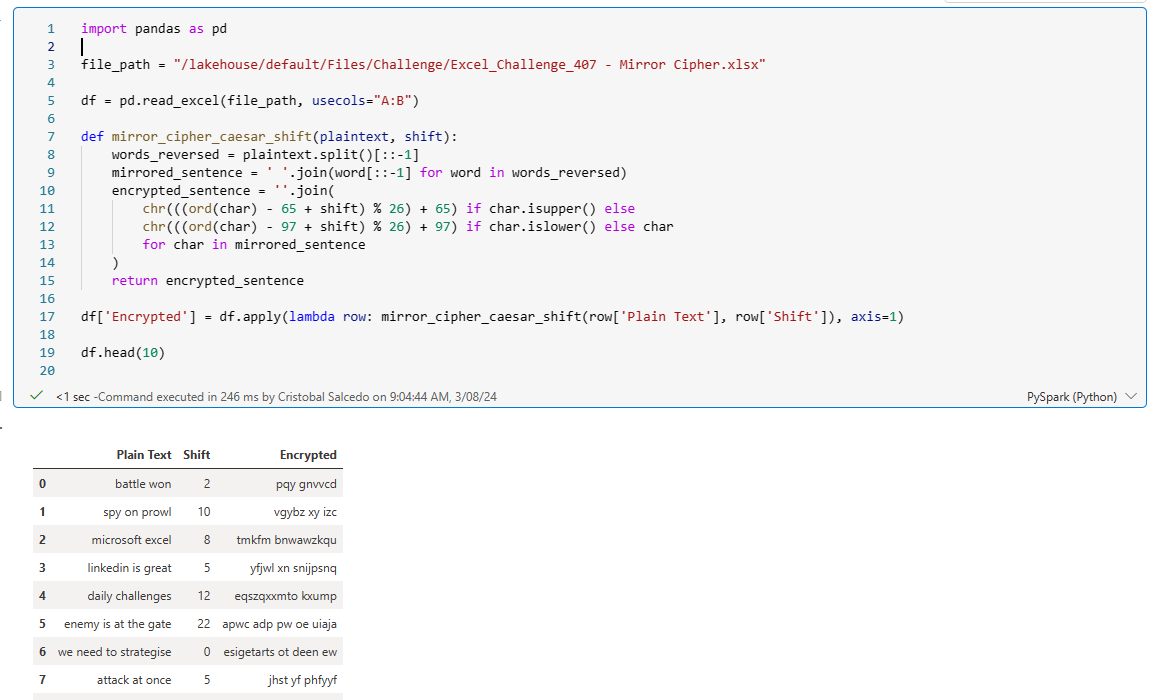 1 import pandas as pd
2
3 file_path = "/lakehouse/default/Files/Challenge/Excel_Challenge_407 - Mirror Cipher.xlsx"
4
5 df = pd.read_excel(file_path, usecols="A:B")
6
7 def mirror_cipher_caesar_shift(plaintext, shift):
8     words_reversed = plaintext.split()[::-1]
9     mirrored_sentence = ' '.join(word[::-1] for word in words_reversed)
10     encrypted_sentence = ''.join(
11         chr(((ord(char) - 65 + shift) % 26) + 65) if char.isupper() else
12         chr(((ord(char) - 97 + shift) % 26) + 97) if char.islower() else char
13         for char in mirrored_sentence
14     )
15     return encrypted_sentence
16
17 df['Encrypted'] = df.apply(lambda row: mirror_cipher_caesar_shift(row['Plain Text'], row['Shift']), axis=1)
18
19 df.head(10)
20
<1 sec -Command executed in 246 ms by Cristobal Salcedo on 9:04:44 AM, 3/08/24 PySpark (Python)
Plain Text Shift Encrypted
0 battle won 2 pqy gnvvcd
1 spy on prowl 10 vgybz xy izc
2 microsoft excel 8 tmkfm bnwawzkqu
3 linkedin is great 5 yfjwl xn snijpsnq
4 daily challenges 12 eqszqxxmto kxump
5 enemy is at the gate 22 apwc adp pw oe uiaja
6 we need to strategise 0 esigetarts ot deen ew
7 attack at once 5 jhst yf phfyyf